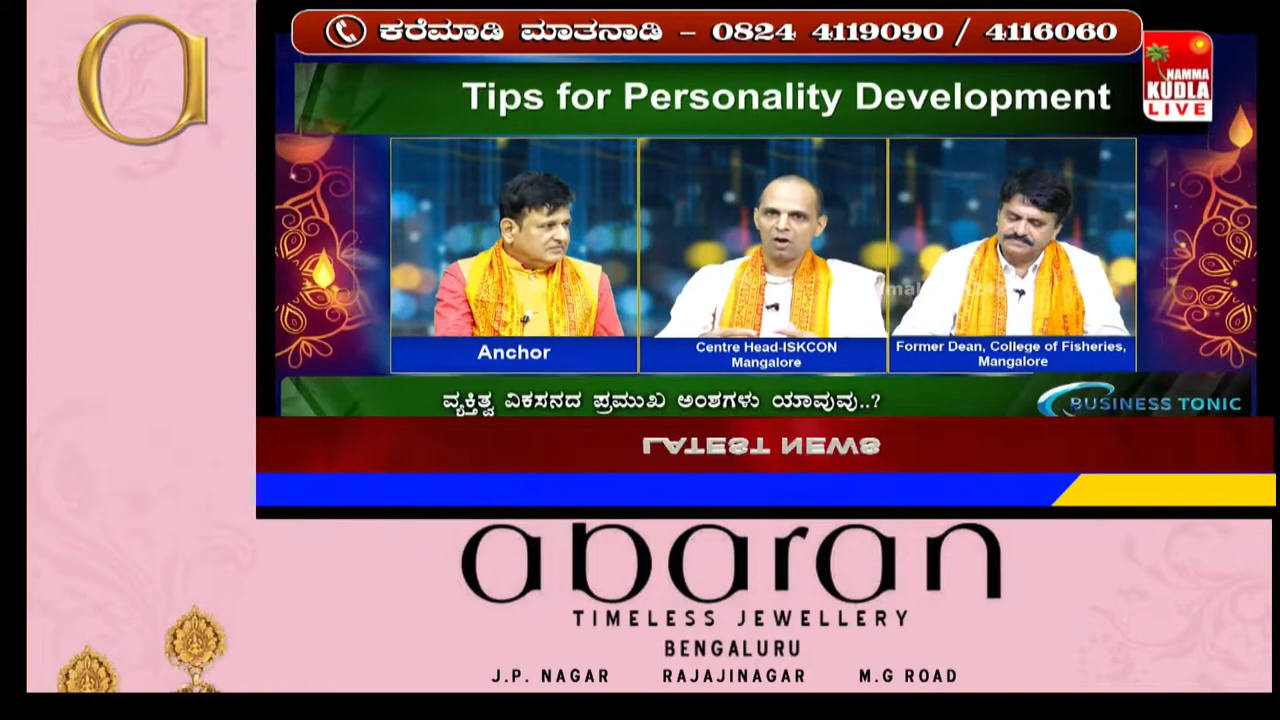 ಕರೆಮಾಡಿ ಮಾತನಾಡಿ – 0824 4119090 / 4116060
NAMMA
KUDLA
LIVE
Tips for Personality Development
Anchor
Centre Head-ISKCON
Mangalore
Former Dean, College of Fisheries,
Mangalore
ವ್ಯಕ್ತಿತ್ವ ವಿಕಸನದ ಪ್ರಮುಖ ಅಂಶಗಳು ಯಾವುವು..?
BUSINESS TONIC
LATEST NEWS
abaran
TIMELESS JEWELLERY
BENGALURU
J.P. NAGAR RAJAJINAGAR M.G ROAD